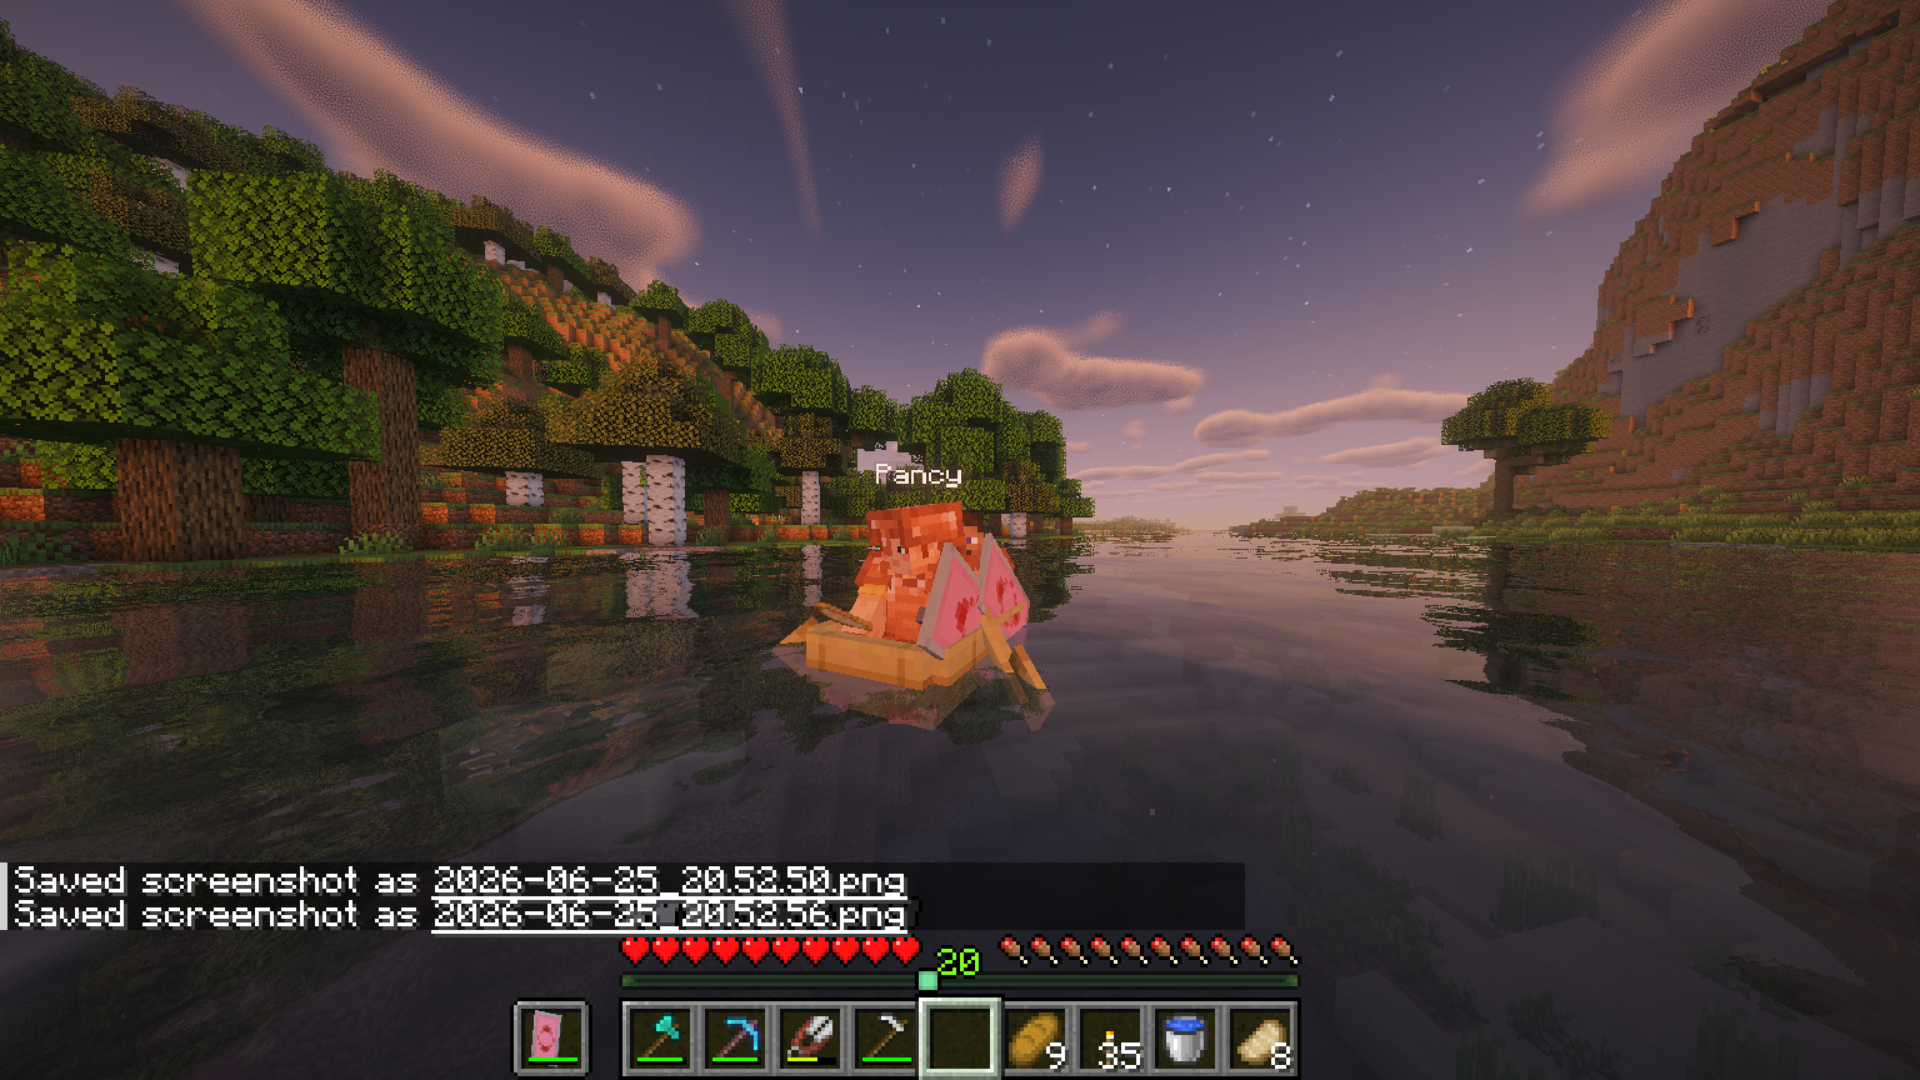 Pancy
Saved screenshot as 2026-06-25_20.52.50.png
Saved screenshot as 2026-06-25_20.52.56.png
20
9 35 8